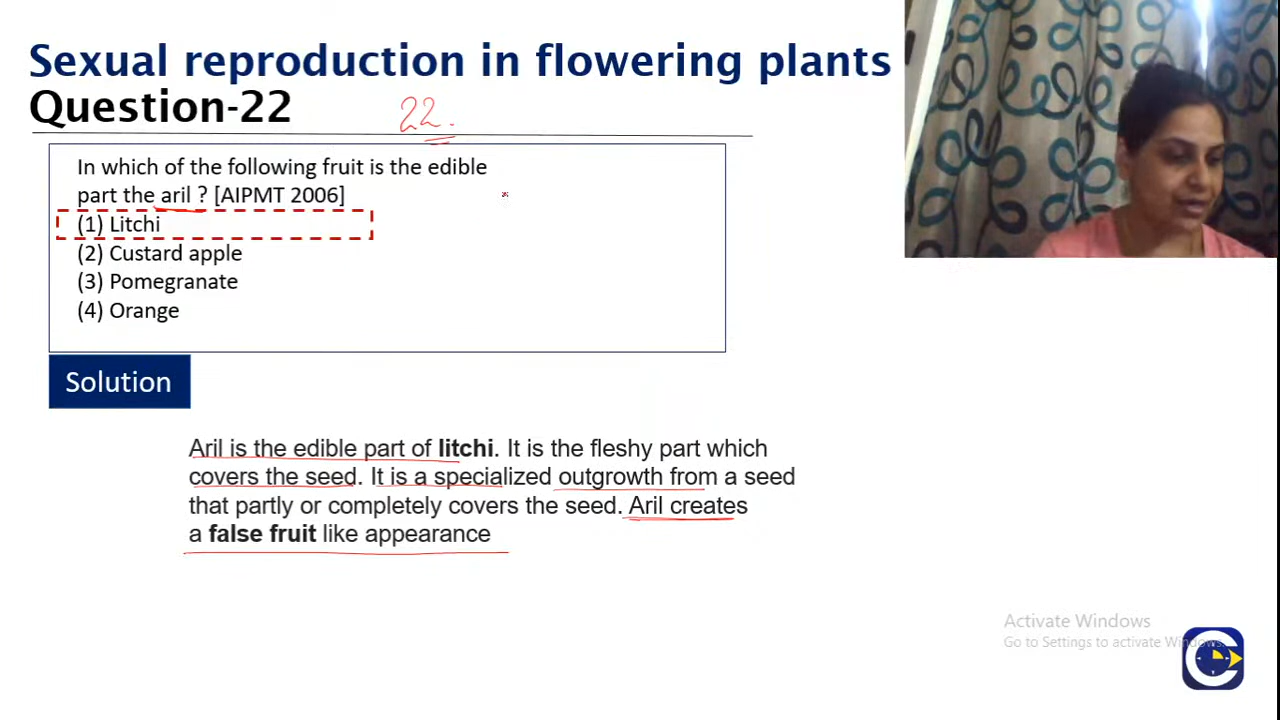 Sexual reproduction in flowering plants
Question-22
22.
In which of the following fruit is the edible
part the aril ? [AIPMT 2006]
(1) Litchi
(2) Custard apple
(3) Pomegranate
(4) Orange
Solution
Aril is the edible part of litchi. It is the fleshy part which
covers the seed. It is a specialized outgrowth from a seed
that partly or completely covers the seed. Aril creates
a false fruit like appearance
Activate Windows
Go to Settings to activate Windows.